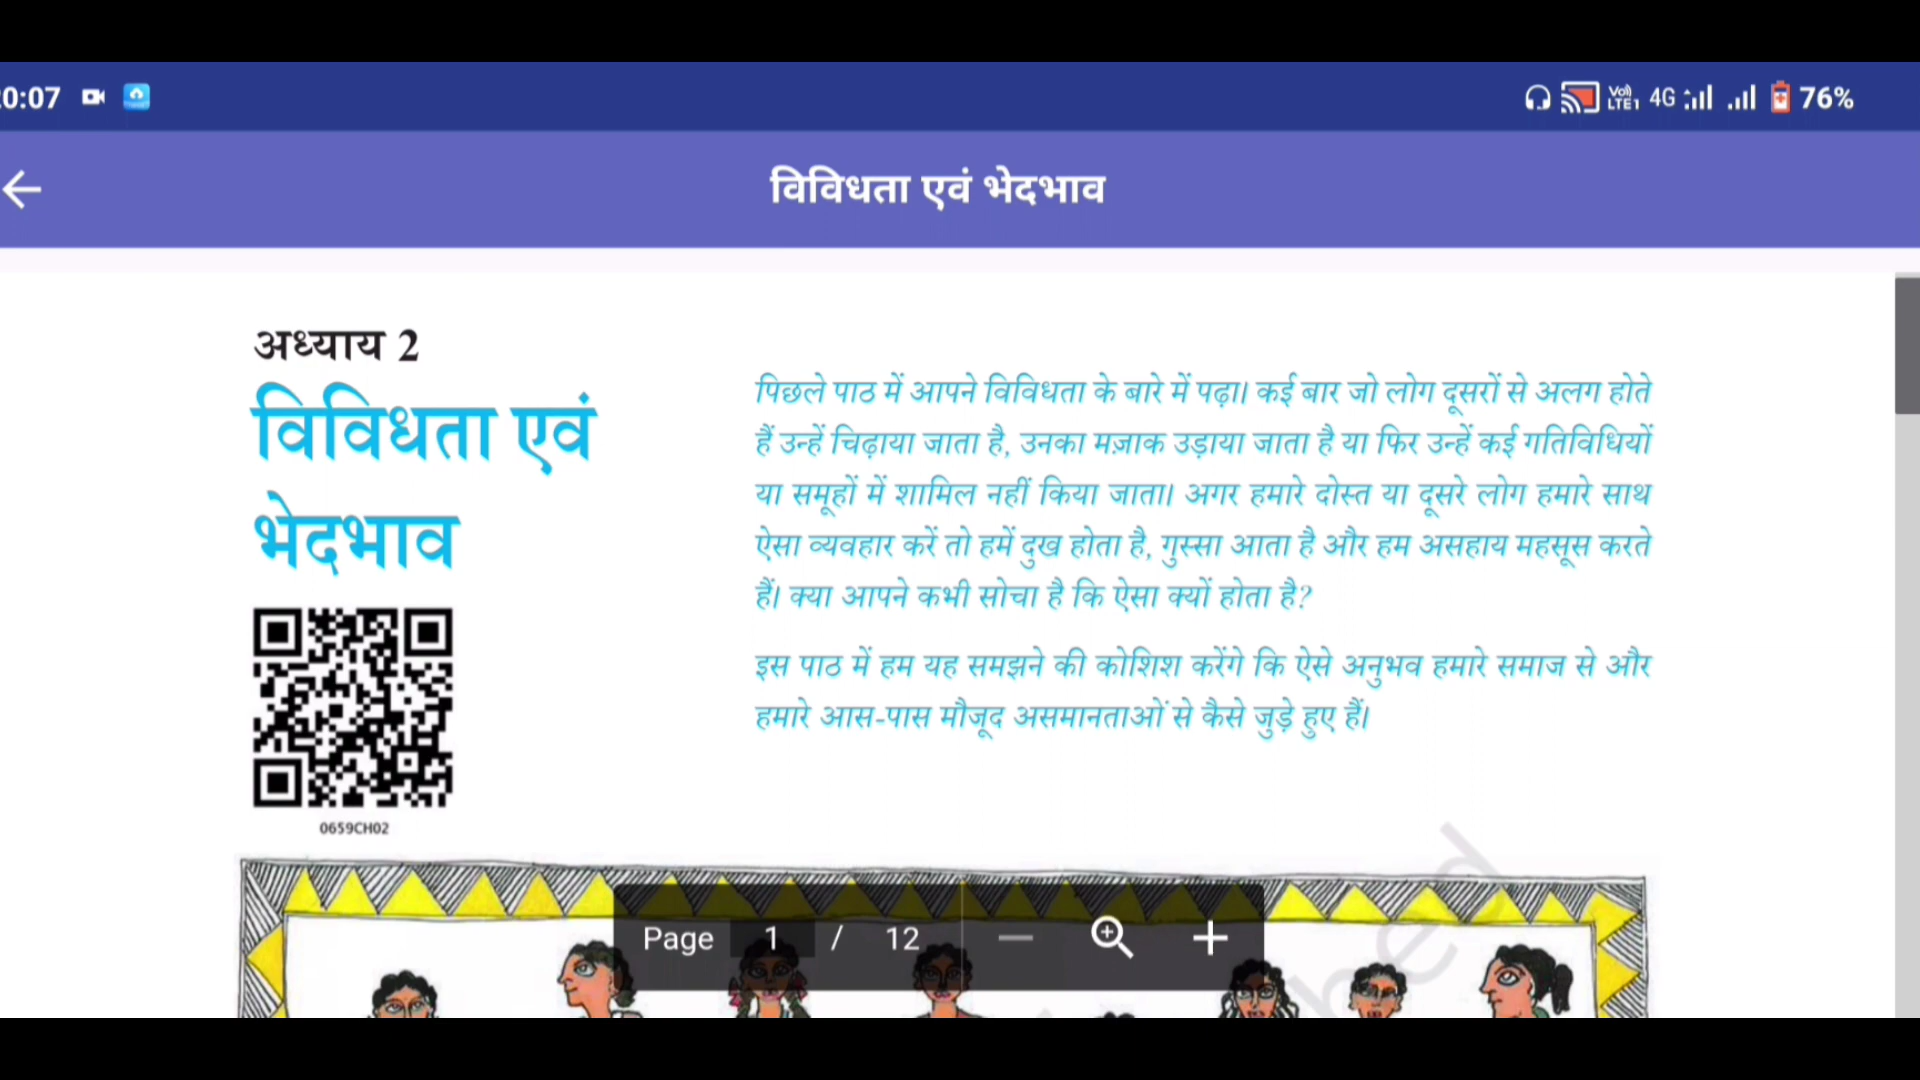 0:07
Vo) LTE1 4G 76%
विविधता एवं भेदभाव
अध्याय 2
विविधता एवं
भेदभाव
0659CH02
पिछले पाठ में आपने विविधता के बारे में पढ़ा। कई बार जो लोग दूसरों से अलग होते
हैं उन्हें चिढ़ाया जाता है, उनका मज़ाक उड़ाया जाता है या फिर उन्हें कई गतिविधियों
या समूहों में शामिल नहीं किया जाता। अगर हमारे दोस्त या दूसरे लोग हमारे साथ
ऐसा व्यवहार करें तो हमें दुख होता है, गुस्सा आता है और हम असहाय महसूस करते
हैं। क्या आपने कभी सोचा है कि ऐसा क्यों होता है?
इस पाठ में हम यह समझने की कोशिश करेंगे कि ऐसे अनुभव हमारे समाज से और
हमारे आस-पास मौजूद असमानताओं से कैसे जुड़े हुए हैं।
Page 1 / 12